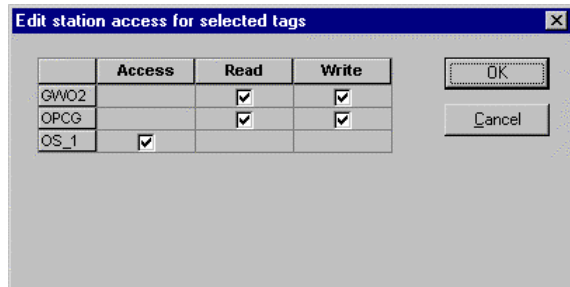 Edit station access for selected tags
Access Read Write
GWO2
OPCG
OS_1
OK
Cancel